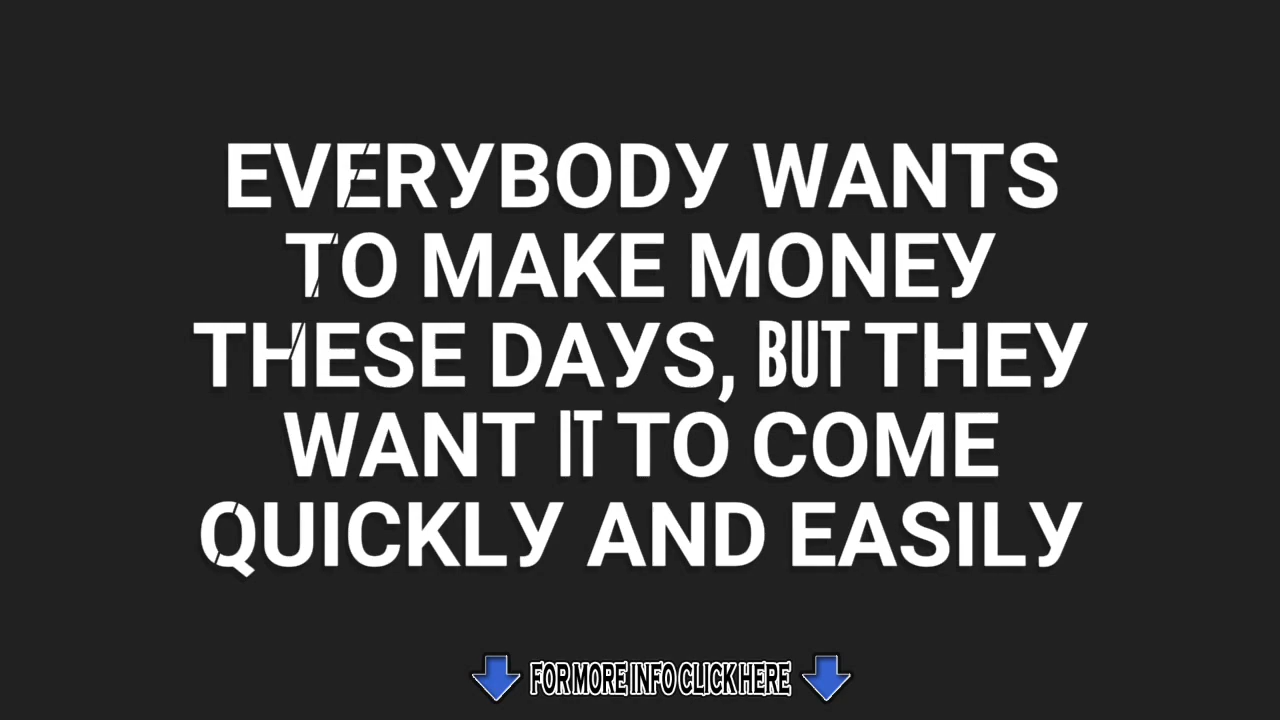 EVERYBODY WANTS
TO MAKE MONEY
THESE DAYS, BUT THEY
WANT IT TO COME
QUICKLY AND EASILY
FOR MORE INFO CLICK HERE